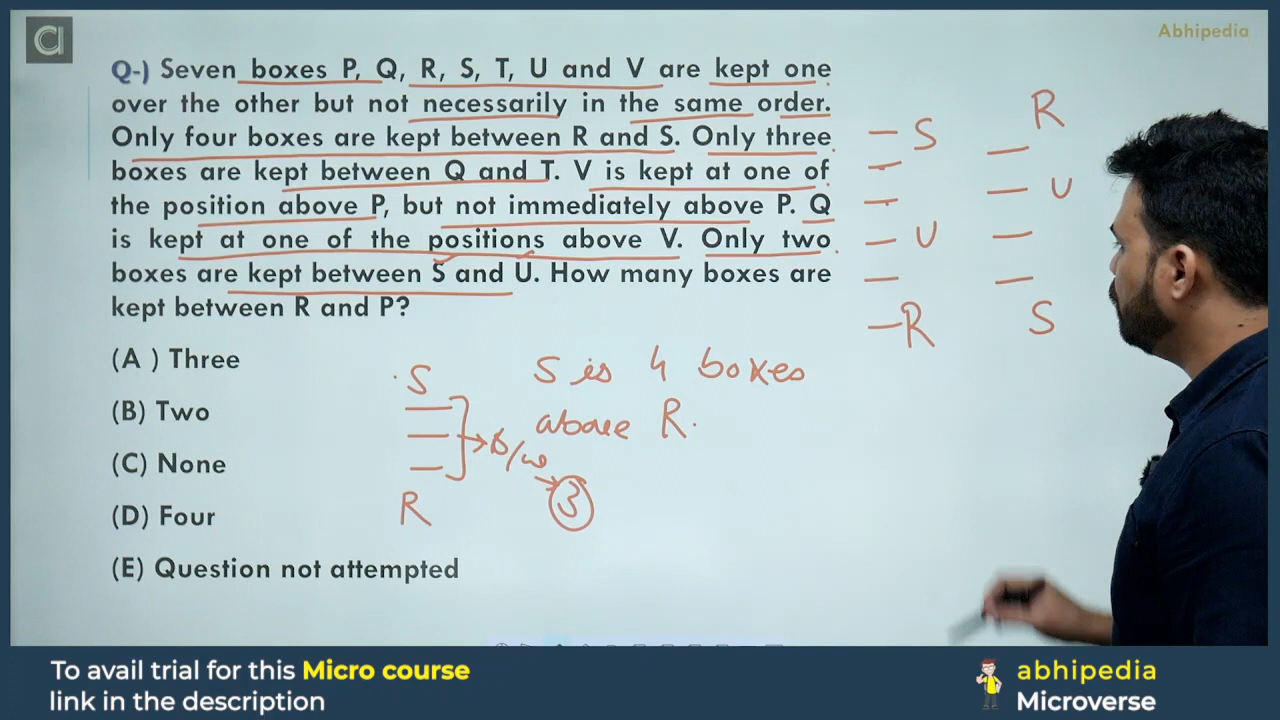 Abhipedia
Q-) Seven boxes P, Q, R, S, T, U and V are kept one
over the other but not necessarily in the same order.
Only four boxes are kept between R and S. Only three
boxes are kept between Q and T. V is kept at one of
the position above P, but not immediately above P. Q
is kept at one of the positions above V. Only two
boxes are kept between S and U. How many boxes are
kept between R and P?
(A ) Three
(B) Two
(C) None
(D) Four
(E) Question not attempted
S
R
b/w
3
S is 4 boxes
above R.
S
U
R
R
U
S
To avail trial for this Micro course
link in the description
abhipedia
Microverse